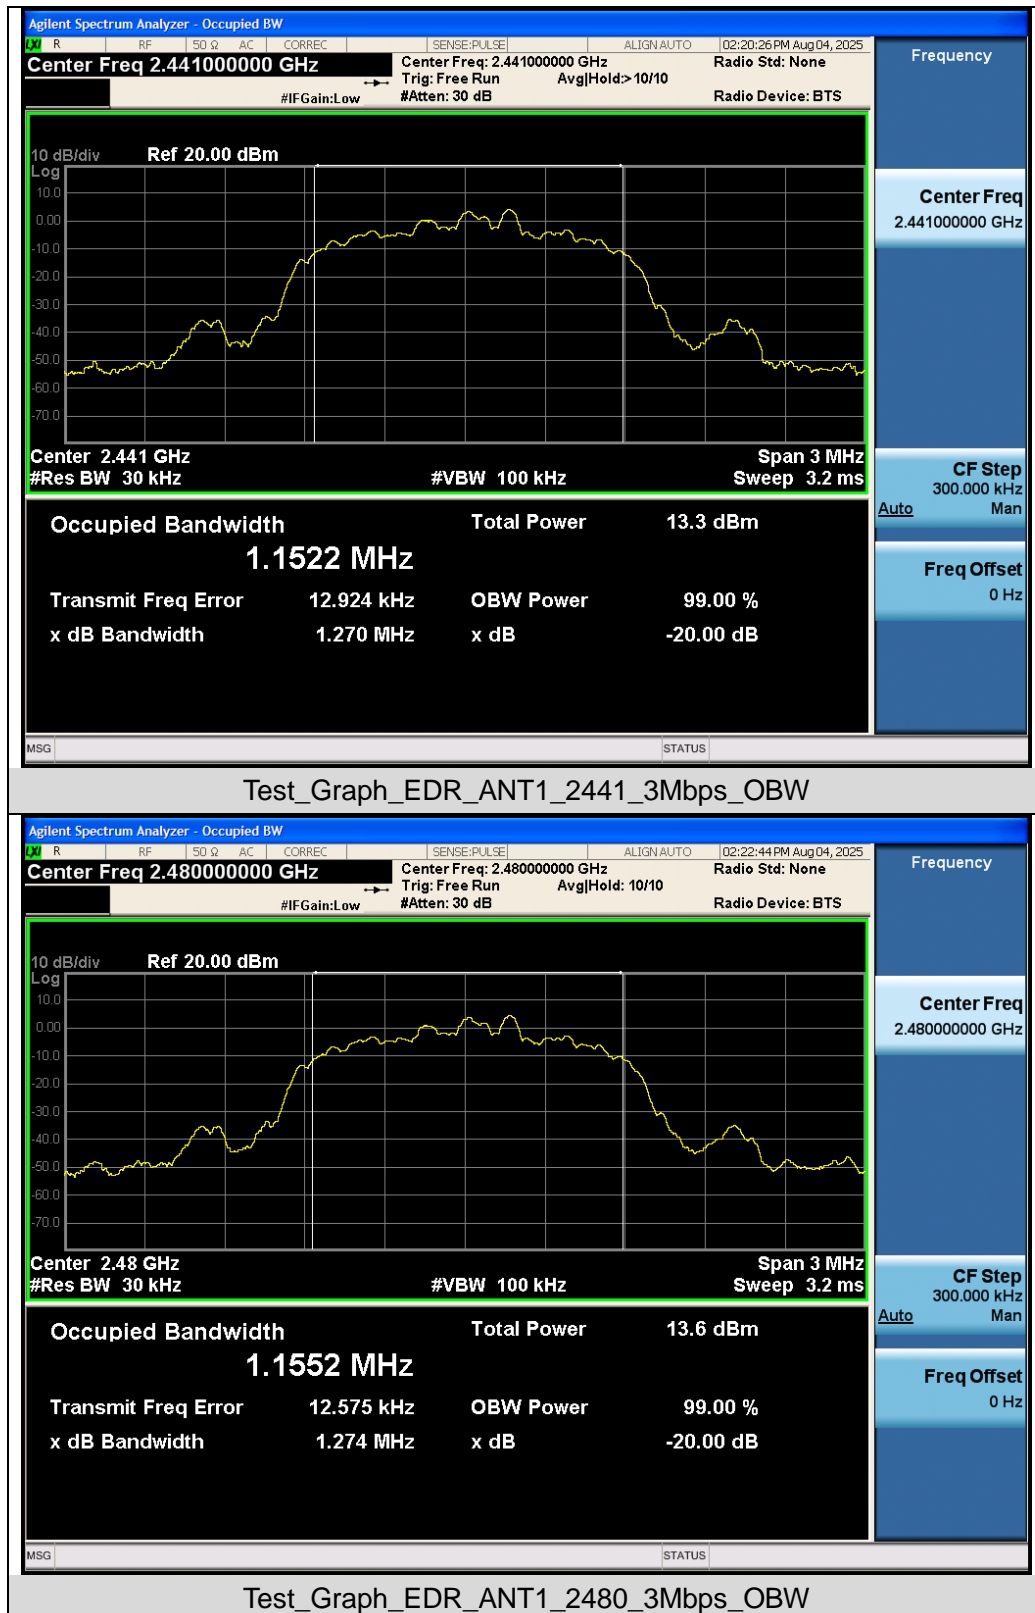 Agilent Spectrum Analyzer - Occupied BW
LXI R RF 50 Ω AC CORREC SENSE:PULSE ALIGN AUTO 02:20:26 PM Aug 04, 2025
Center Freq 2.441000000 GHz Center Freq: 2.441000000 GHz Radio Std: None
Trig: Free Run Avg|Hold:> 10/10
#IFGain:Low #Atten: 30 dB Radio Device: BTS
Frequency
10 dB/div Ref 20.00 dBm
Log
10.0
0.00
-10.0
-20.0
-30.0
-40.0
-50.0
-60.0
-70.0
Center 2.441 GHz Span 3 MHz
#Res BW 30 kHz #VBW 100 kHz Sweep 3.2 ms
Center Freq
2.441000000 GHz
CF Step
300.000 kHz
Auto Man
Freq Offset
0 Hz
Occupied Bandwidth Total Power 13.3 dBm
1.1522 MHz
Transmit Freq Error 12.924 kHz OBW Power 99.00 %
x dB Bandwidth 1.270 MHz x dB -20.00 dB
MSG STATUS
Test_Graph_EDR_ANT1_2441_3Mbps_OBW
Agilent Spectrum Analyzer - Occupied BW
LXI R RF 50 Ω AC CORREC SENSE:PULSE ALIGN AUTO 02:22:44 PM Aug 04, 2025
Center Freq 2.480000000 GHz Center Freq: 2.480000000 GHz Radio Std: None
Trig: Free Run Avg|Hold: 10/10
#IFGain:Low #Atten: 30 dB Radio Device: BTS
Frequency
10 dB/div Ref 20.00 dBm
Log
10.0
0.00
-10.0
-20.0
-30.0
-40.0
-50.0
-60.0
-70.0
Center 2.48 GHz Span 3 MHz
#Res BW 30 kHz #VBW 100 kHz Sweep 3.2 ms
Center Freq
2.480000000 GHz
CF Step
300.000 kHz
Auto Man
Freq Offset
0 Hz
Occupied Bandwidth Total Power 13.6 dBm
1.1552 MHz
Transmit Freq Error 12.575 kHz OBW Power 99.00 %
x dB Bandwidth 1.274 MHz x dB -20.00 dB
MSG STATUS
Test_Graph_EDR_ANT1_2480_3Mbps_OBW